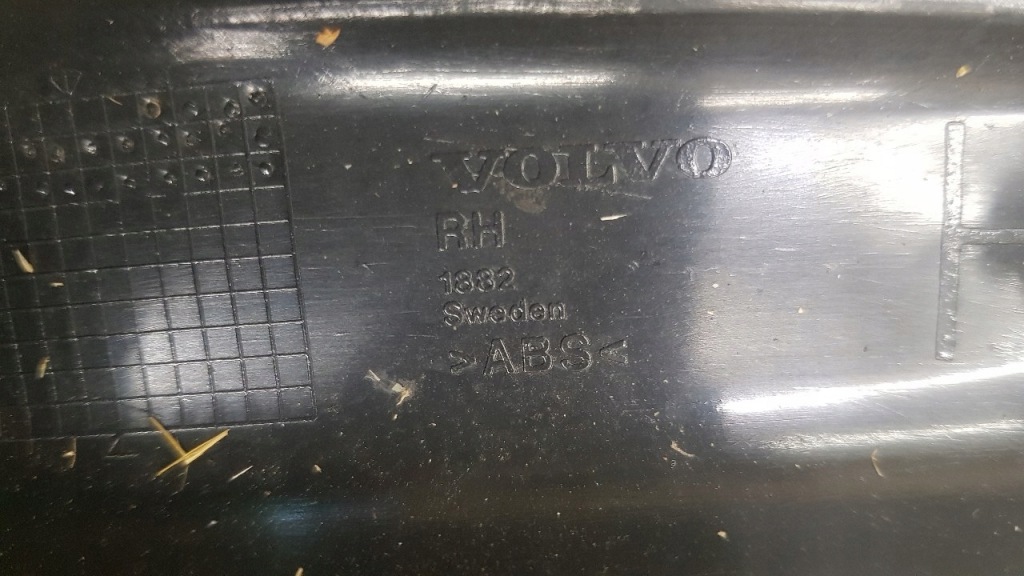 VOLVO
RH
1882
Sweden
>ABS<